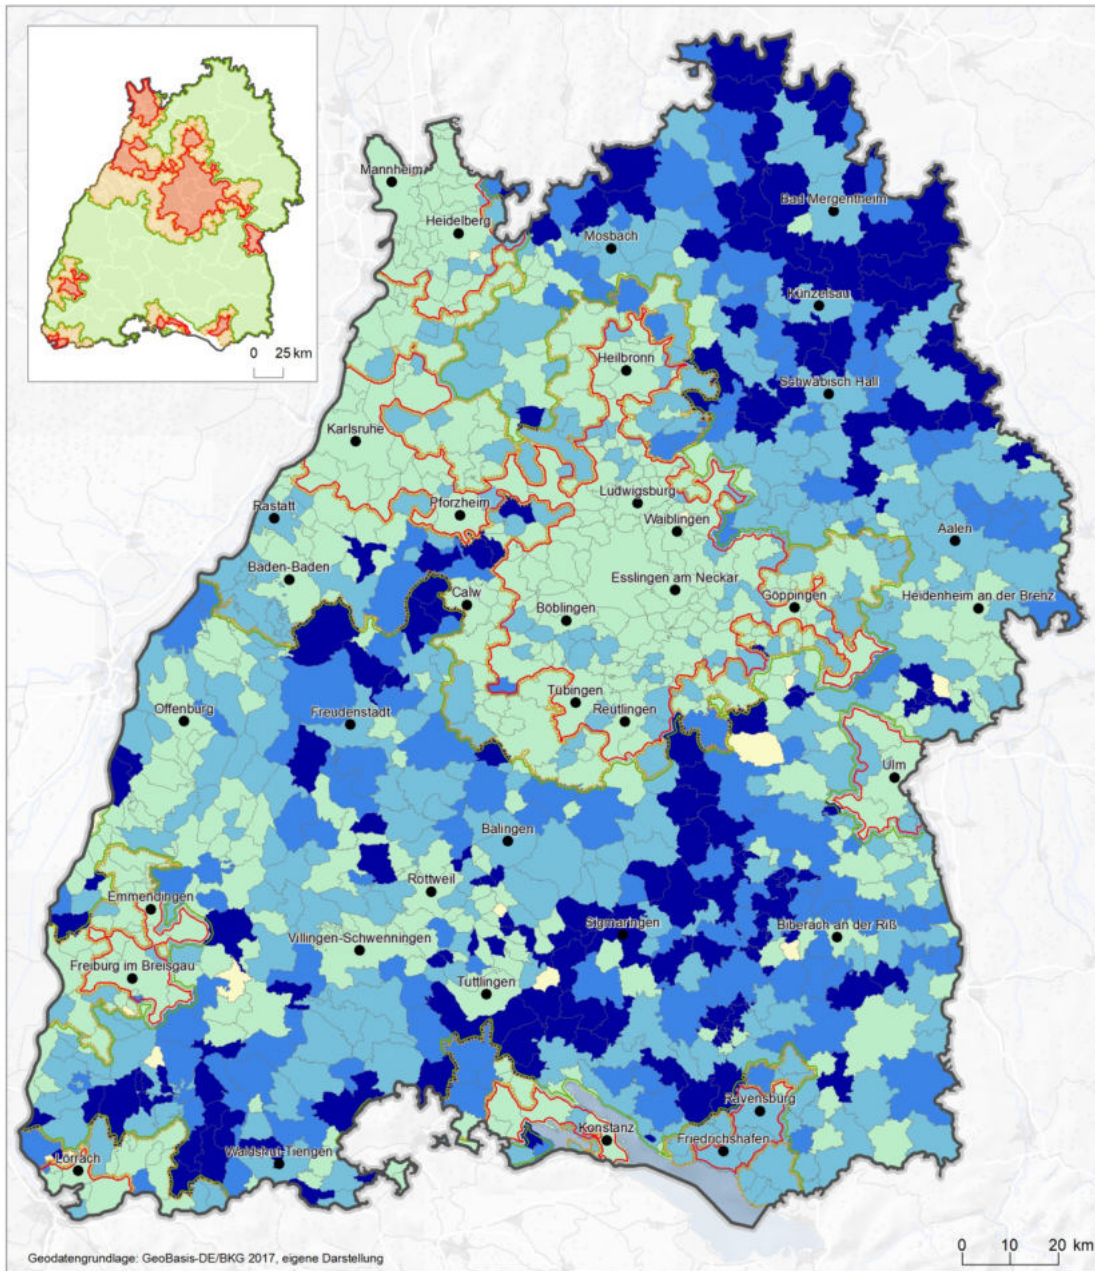 0 25 km
Mannheim
Heidelberg
Mosbach
Bad Mergentheim
Künzelsau
Heilbronn
Schwäbisch Hall
Karlsruhe
Ludwigsburg
Pforzheim
Rastatt
Waiblingen
Aalen
Baden-Baden
Esslingen am Neckar
Calw
Böblingen
Göppingen
Heidenheim an der Brenz
Tübingen
Reutlingen
Offenburg
Freudenstadt
Ulm
Balingen
Rottweil
Emmendingen
Sigmaringen
Biberach an der Riß
Villingen-Schwenningen
Freiburg im Breisgau
Tuttlingen
Ravensburg
Konstanz
Friedrichshafen
Lörrach
Waldshut-Tiengen
Geodatengrundlage: GeoBasis-DE/BKG 2017, eigene Darstellung
0 10 20 km